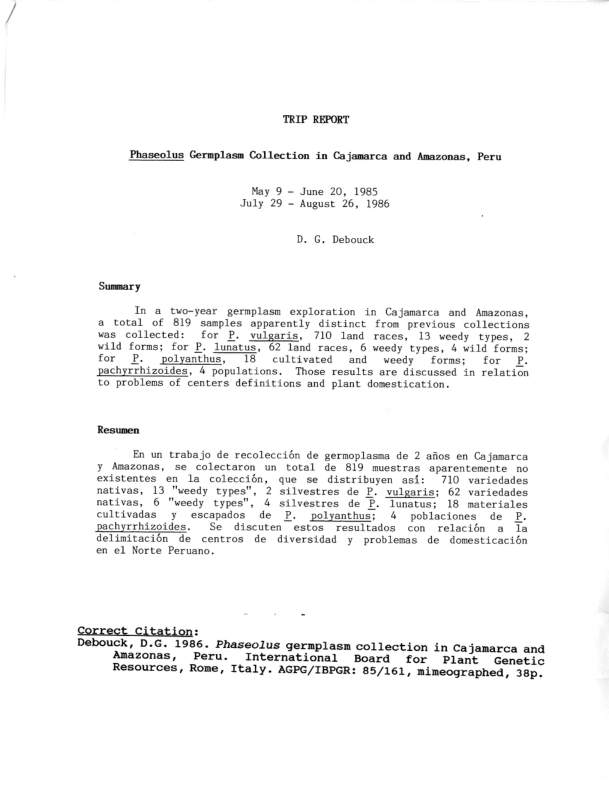 TRIP REPORT
Phaseolus Germplasm Collection in Cajamarca and Amazonas, Peru
May 9 - June 20, 1985
July 29 - August 26, 1986
D. G. Debouck
Summary
In a two-year germplasm exploration in Cajamarca and Amazonas,
a total of 819 samples apparently distinct from previous collections
was collected: for P. vulgaris, 710 land races, 13 weedy types, 2
wild forms; for P. lunatus, 62 land races, 6 weedy types, 4 wild forms;
for P. polyanthus, 18 cultivated and weedy forms; for P.
pachyrrhizoides, 4 populations. Those results are discussed in relation
to problems of centers definitions and plant domestication.
Resumen
En un trabajo de recolección de germoplasma de 2 años en Cajamarca
y Amazonas, se colectaron un total de 819 muestras aparentemente no
existentes en la colección, que se distribuyen así: 710 variedades
nativas, 13 "weedy types", 2 silvestres de P. vulgaris; 62 variedades
nativas, 6 "weedy types", 4 silvestres de P. lunatus; 18 materiales
cultivadas y escapados de P. polyanthus; 4 poblaciones de P.
pachyrrhizoides. Se discuten estos resultados con relación a la
delimitación de centros de diversidad y problemas de domesticación
en el Norte Peruano.
Correct Citation:
Debouck, D.G. 1986. Phaseolus germplasm collection in Cajamarca and
Amazonas, Peru. International Board for Plant Genetic
Resources, Rome, Italy. AGPG/IBPGR: 85/161, mimeographed, 38p.